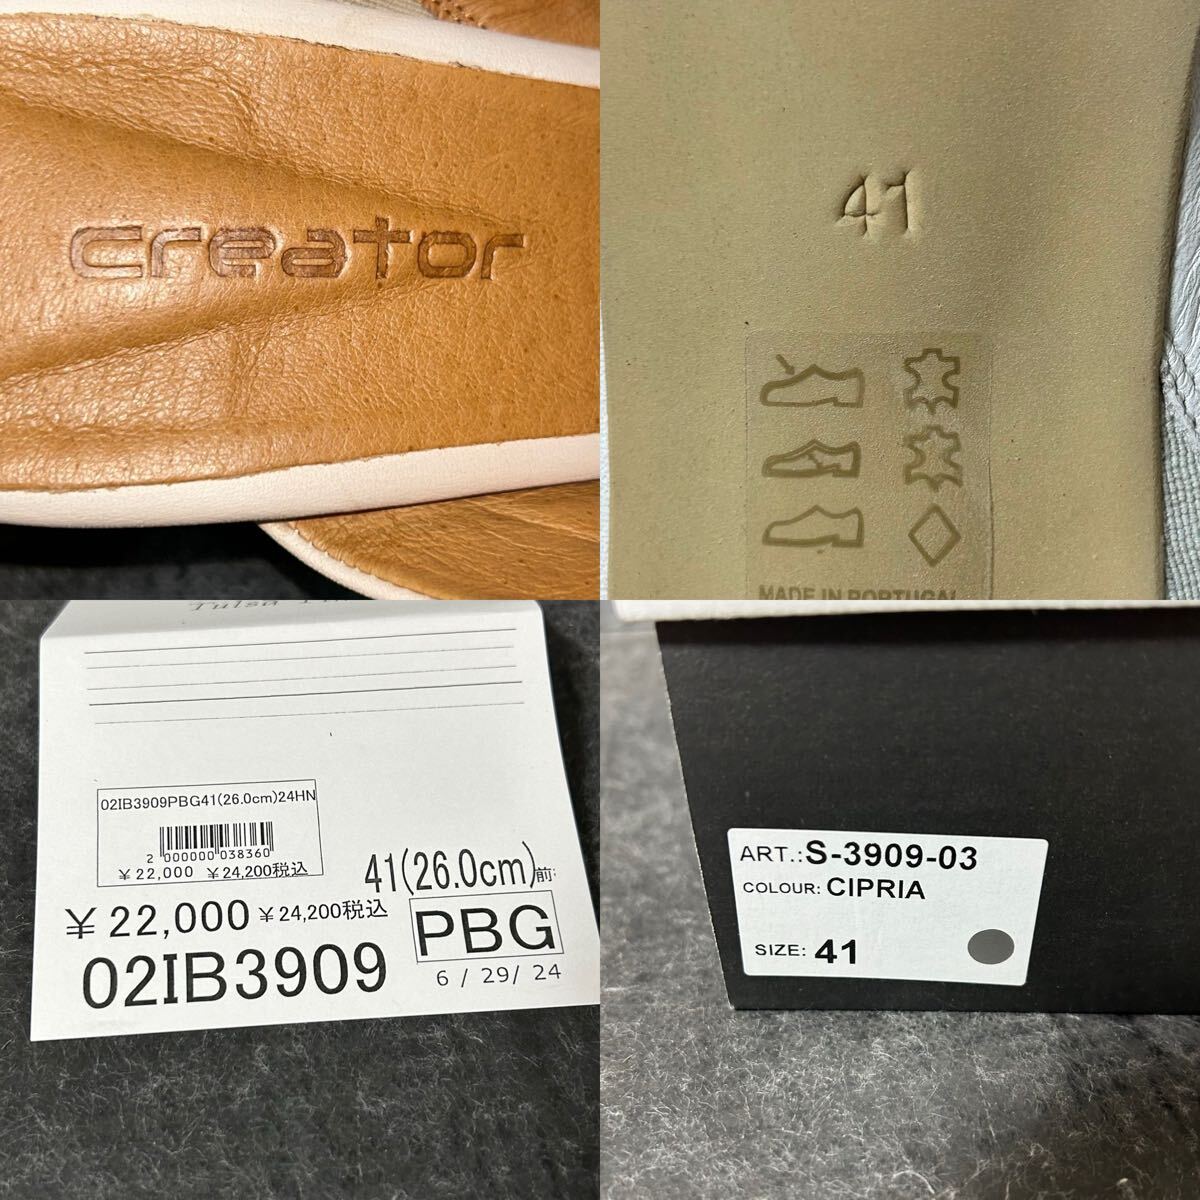 creator
41
MADE IN PORTUGAL
02IB3909PBG41(26.0cm)24HN
2 000000 038360
￥22,000 ￥24,200税込
41(26.0cm)前:
￥22,000 ￥24,200税込
PBG
02IB3909
6 / 29/ 24
ART.:S-3909-03
COLOUR: CIPRIA
SIZE: 41